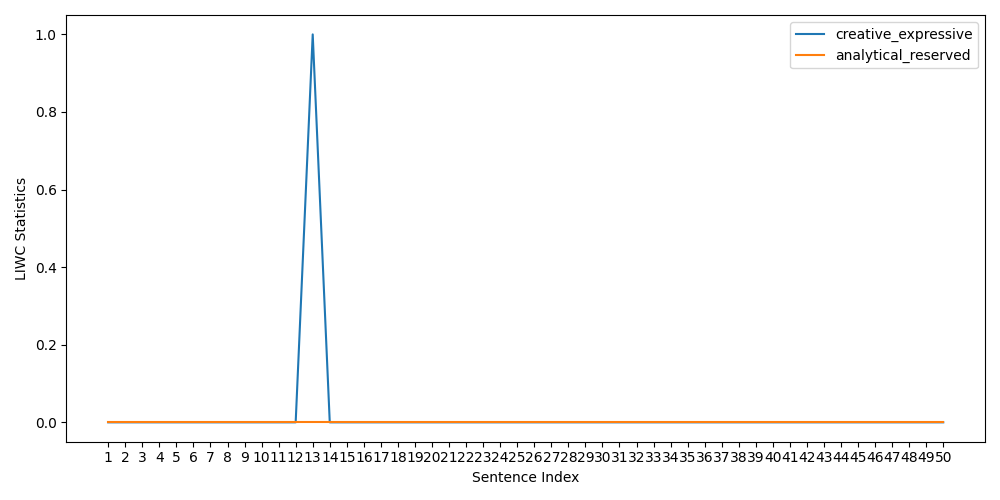 creative_expressive
analytical_reserved
1.0
0.8
0.6
0.4
0.2
0.0
LIWC Statistics
1 2 3 4 5 6 7 8 9 10 11 12 13 14 15 16 17 18 19 20 21 22 23 24 25 26 27 28 29 30 31 32 33 34 35 36 37 38 39 40 41 42 43 44 45 46 47 48 49 50
Sentence Index